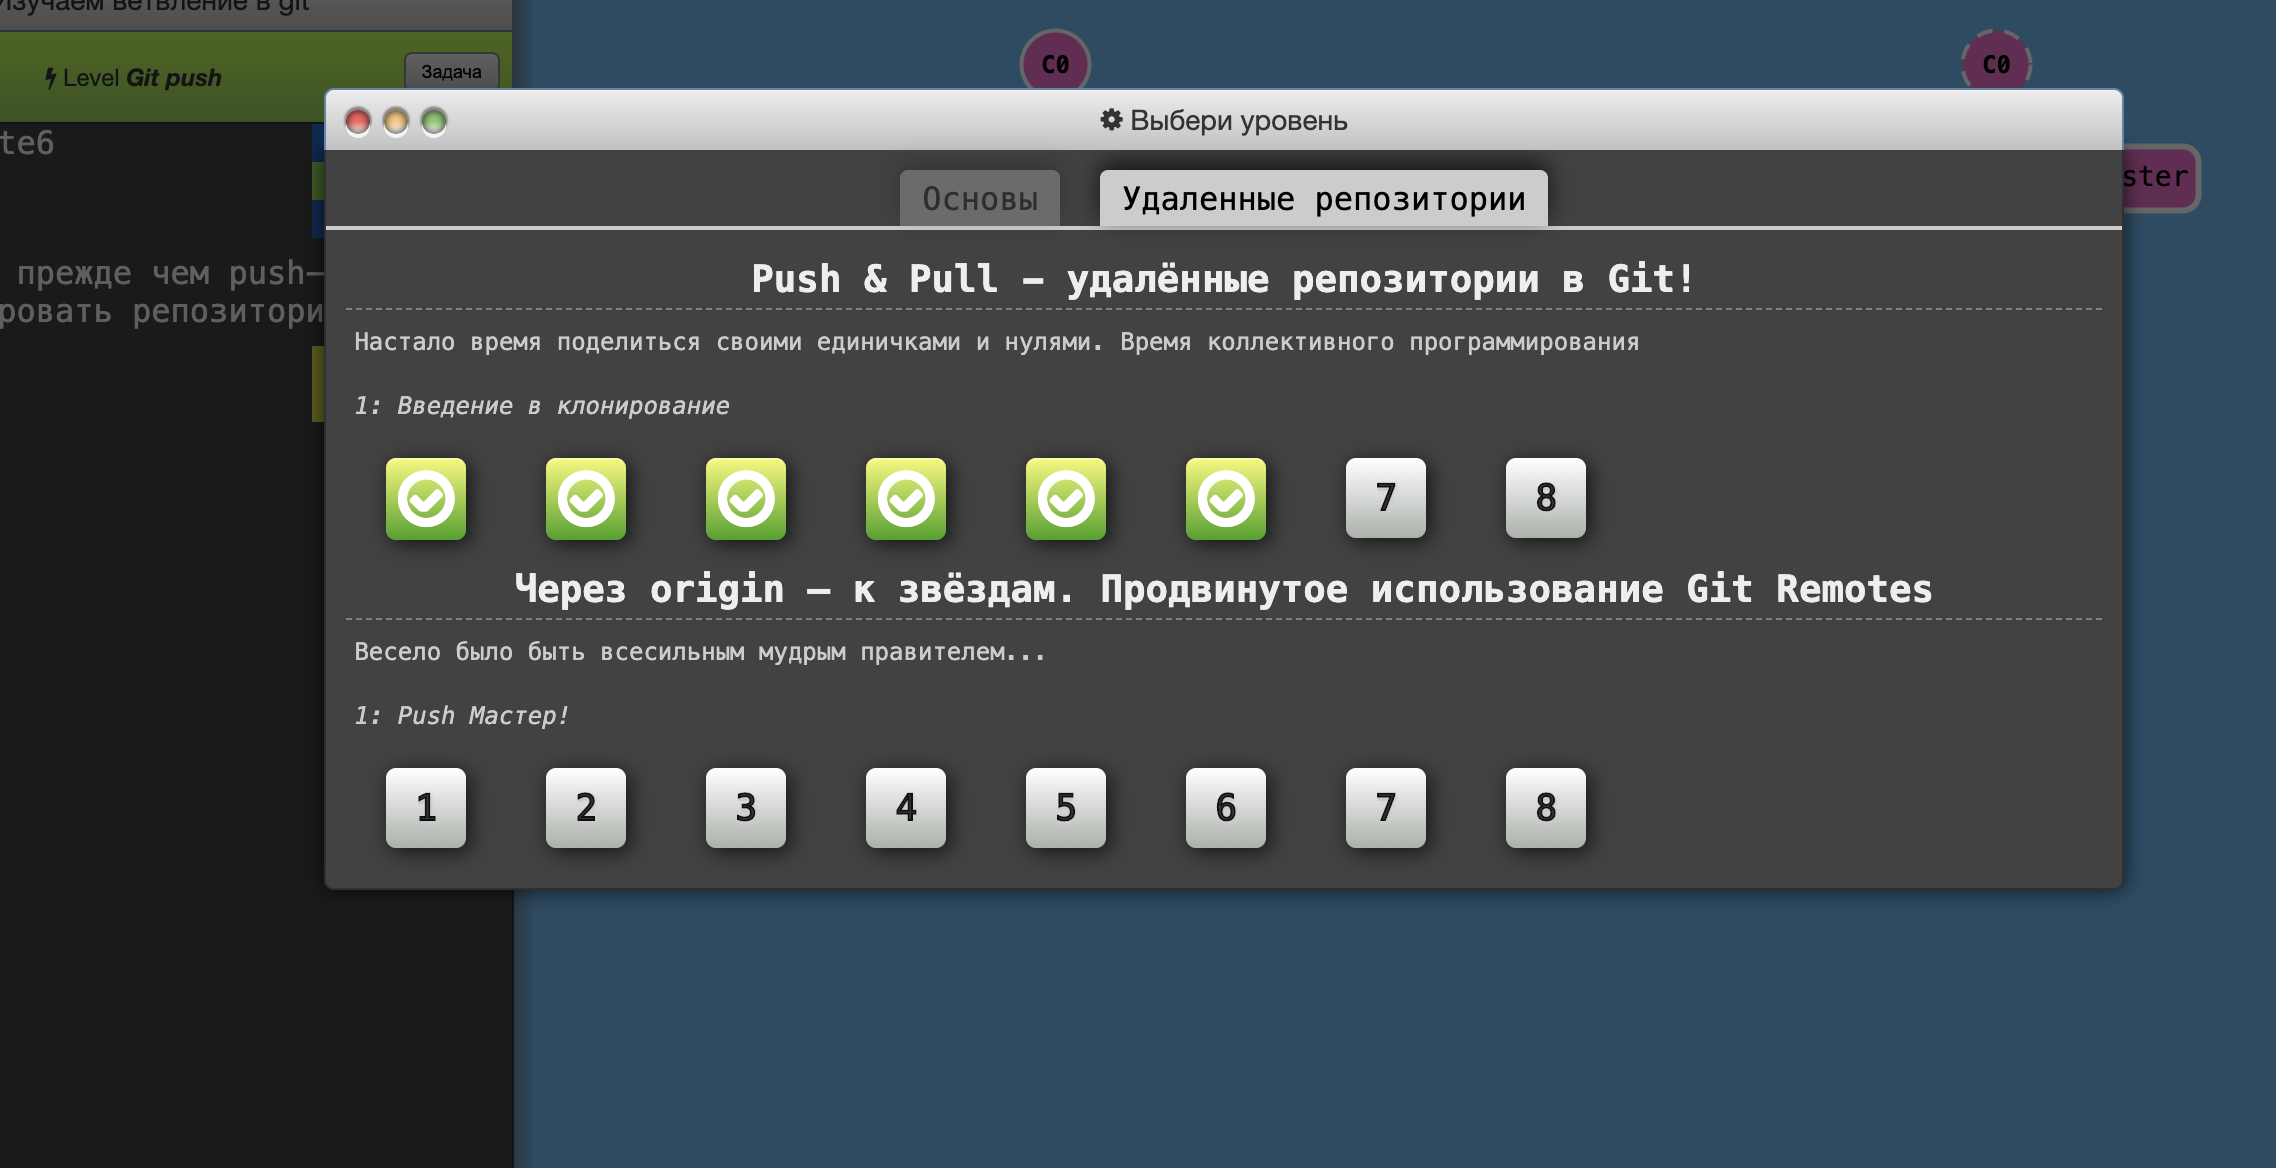 Изучаем ветвление в git
Level Git push
Задача
C0
C0
te6
прежде чем push-
ровать репозитори
ster
Выбери уровень
Основы
Удаленные репозитории
Push & Pull – удалённые репозитории в Git!
Настало время поделиться своими единичками и нулями. Время коллективного программирования
1: Введение в клонирование
7 8
Через origin – к звёздам. Продвинутое использование Git Remotes
Весело было быть всесильным мудрым правителем...
1: Push Мастер!
1 2 3 4 5 6 7 8